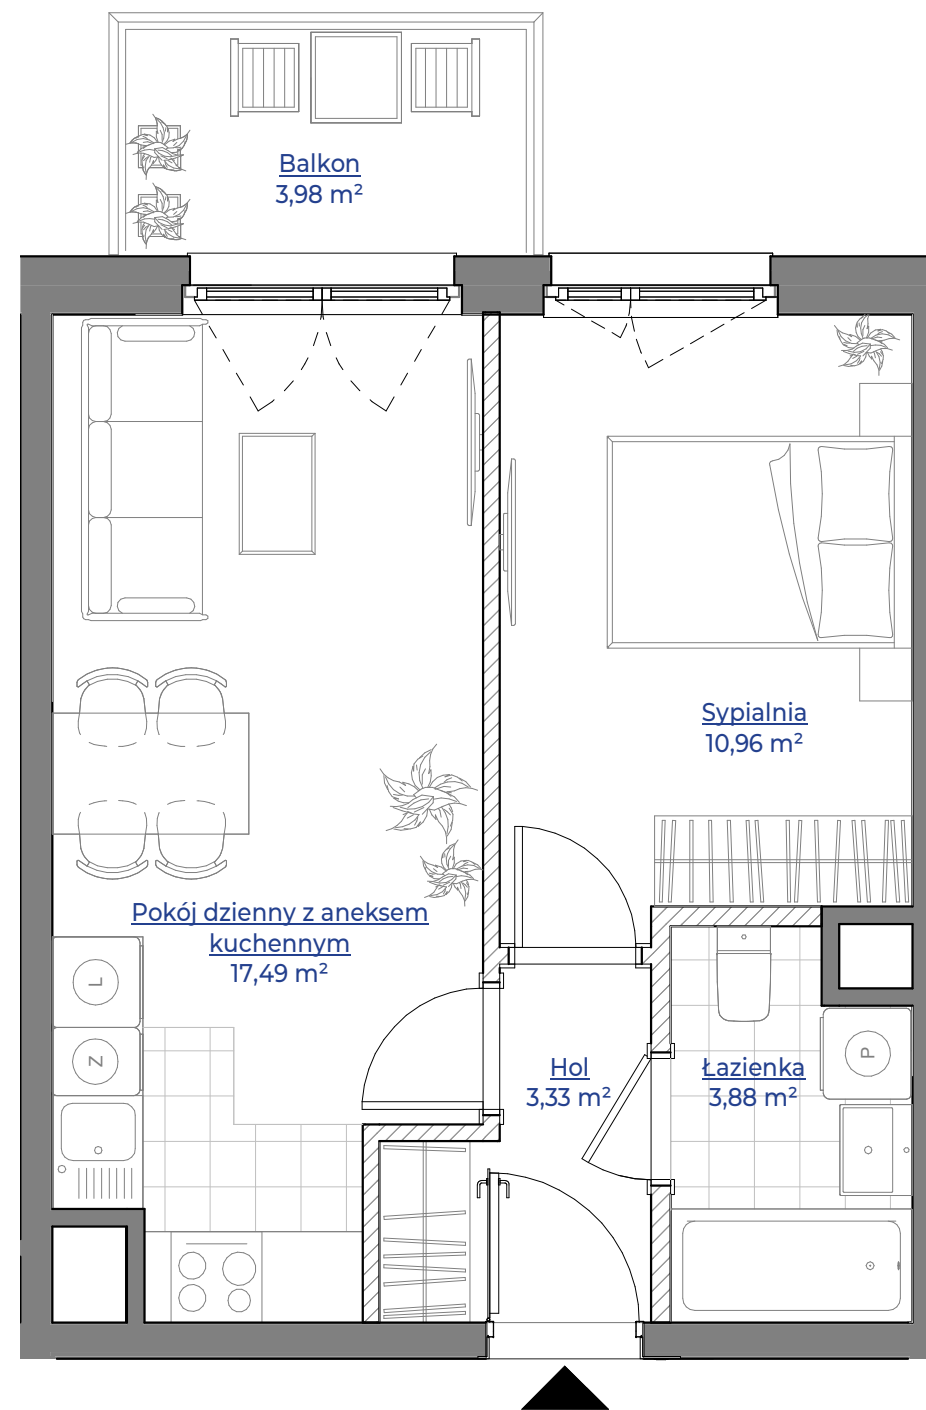 Balkon
3,98 m²
Sypialnia
10,96 m²
Pokój dzienny z aneksem
kuchennym
17,49 m²
L
Z
Hol
3,33 m²
Łazienka
3,88 m²
P